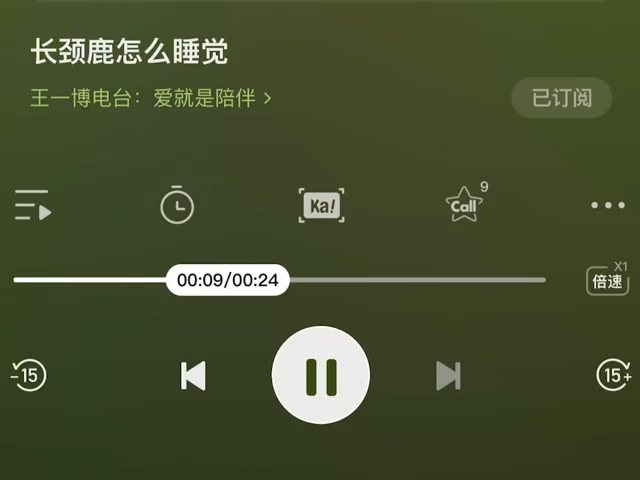 长颈鹿怎么睡觉
王一博电台：爱就是陪伴 >
已订阅
Ka!
Call 9
00:09/00:24
X1
倍速
-15
15+